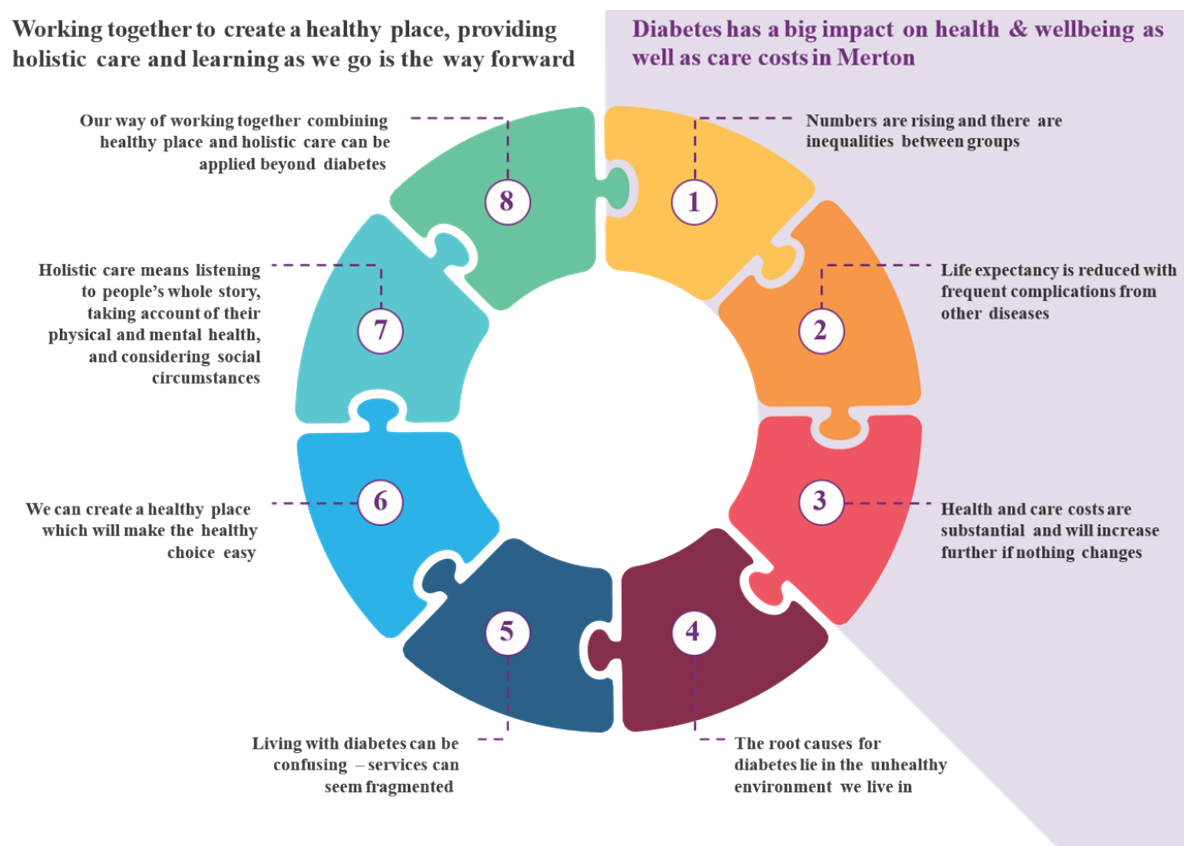 Working together to create a healthy place, providing
holistic care and learning as we go is the way forward
Diabetes has a big impact on health & wellbeing as
well as care costs in Merton
1
Numbers are rising and there are
inequalities between groups
2
Life expectancy is reduced with
frequent complications from
other diseases
3
Health and care costs are
substantial and will increase
further if nothing changes
4
The root causes for
diabetes lie in the unhealthy
environment we live in
5
Living with diabetes can be
confusing – services can
seem fragmented
6
We can create a healthy place
which will make the healthy
choice easy
7
Holistic care means listening
to people's whole story,
taking account of their
physical and mental health,
and considering social
circumstances
8
Our way of working together combining
healthy place and holistic care can be
applied beyond diabetes